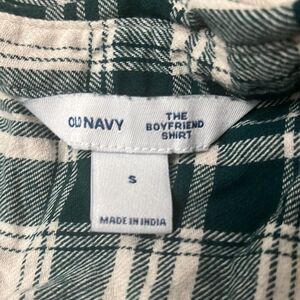 OLD NAVY
THE
BOYFRIEND
SHIRT
S
MADE IN INDIA